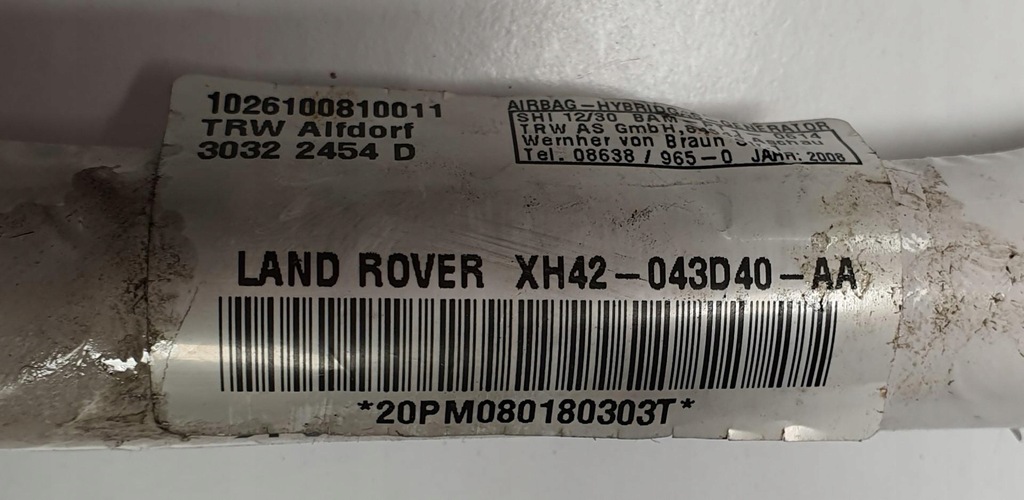 1026100810011
TRW Alfdorf
3032 2454 D
AIRBAG-HYBRIDG
SHI 12/30 BAM
TRW AS GmbH,
Wernher von Braun
Tel. 08638 / 965-0 JAHR: 2008
LAND ROVER XH42-043D40-AA
*20PM080180303T*